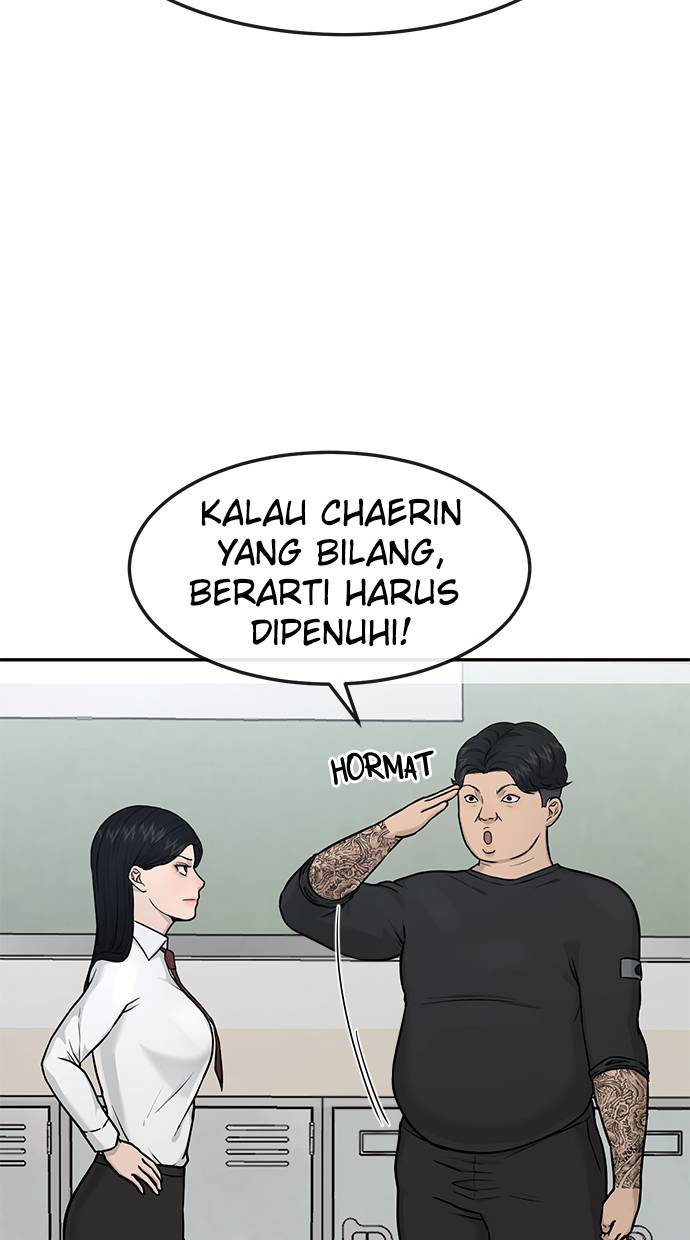 KALAU CHAERIN
YANG BILANG,
BERARTI HARUS
DIPENUHI!
HORMAT